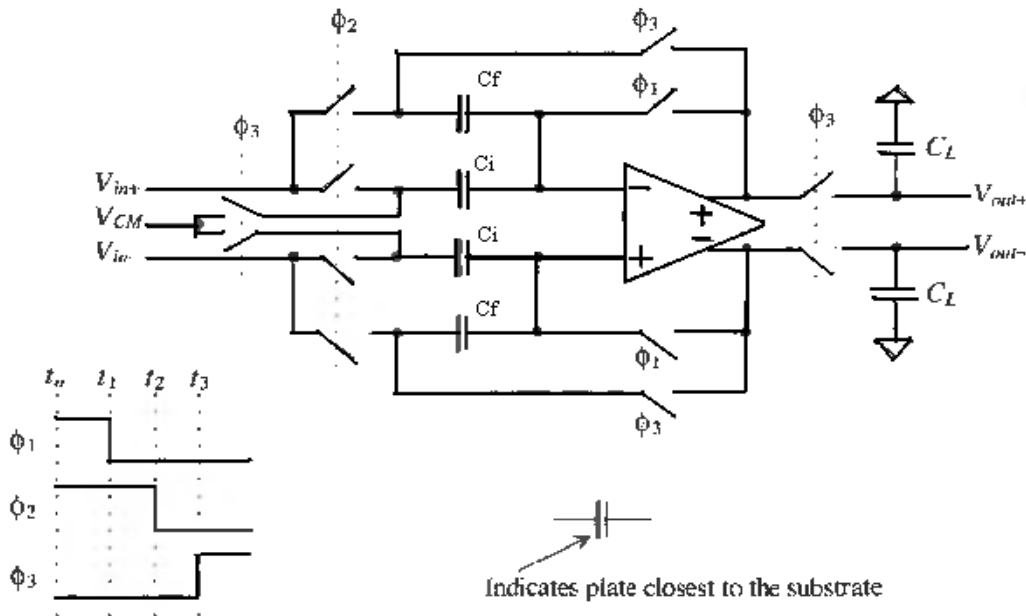 ϕ2
ϕ3
Cf
ϕ1
ϕ3
ϕ3
CL
Vin+
Ci
−
VCM
+
−
Vout+
Vin
Ci
+
Vout−
Cf
CL
ϕ1
ϕ3
to t1 t2 t3
ϕ1
ϕ2
ϕ3
Indicates plate closest to the substrate